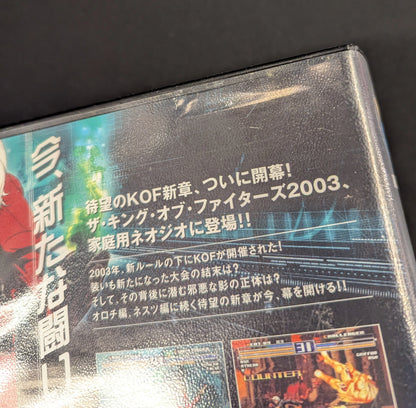 今、新たな闘い
待望のKOF新章、ついに開幕!
ザ・キング・オブ・ファイターズ2003、
家庭用ネオジオに登場!!
2003年、新ルールの下にKOFが開催された!
装いも新たになった大会の結末は?
そして、その背後に潜む邪悪な影の正体は?
オロチ編、ネスツ編に続く待望の新章が今、幕を開ける!!
31
COUNTER